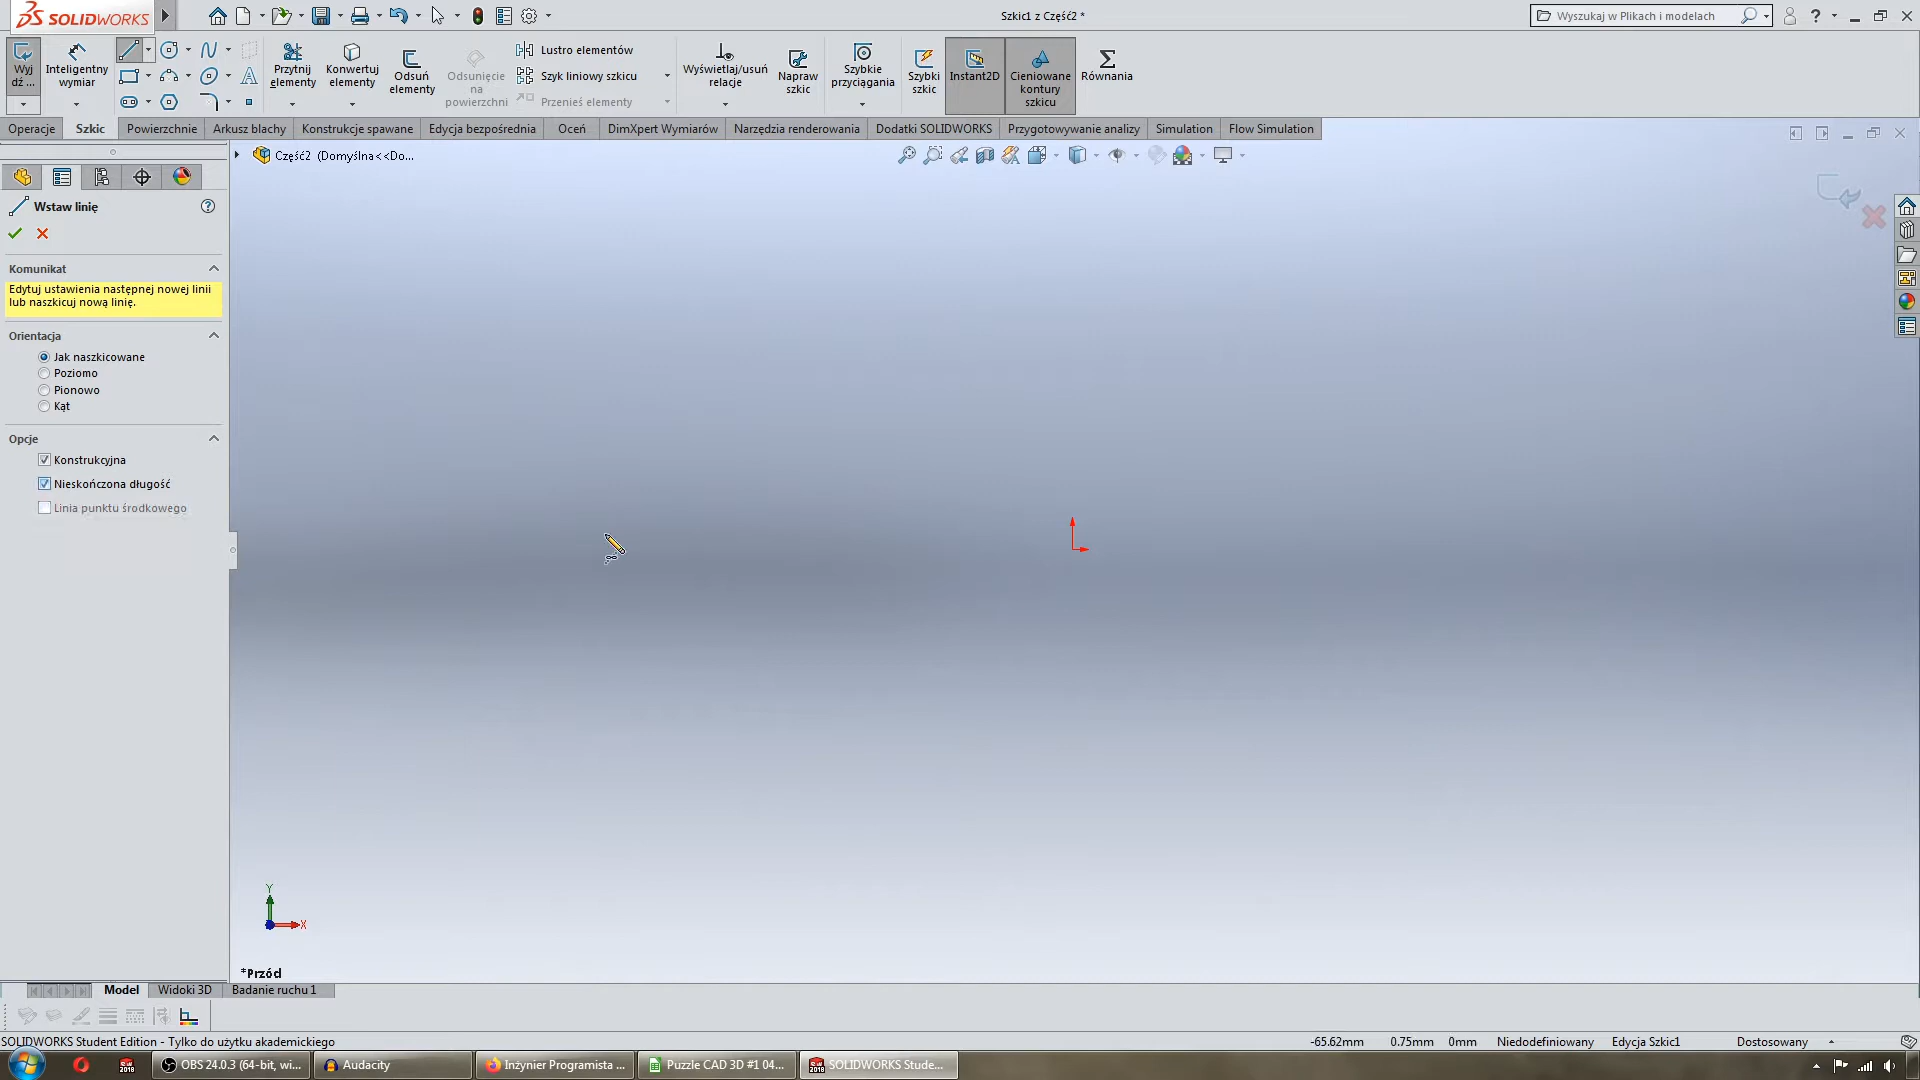 SOLIDWORKS
Szkic1 z Część2 *
Wyszukaj w Plikach i modelach
?
Wyj
dź ...
Inteligentny
wymiar
Przytnij
elementy
Konwertuj
elementy
Odsuń
elementy
Odsunięcie
na
powierzchni
Lustro elementów
Szyk liniowy szkicu
Przenieś elementy
Wyświetlaj/usuń
relacje
Napraw
szkic
Szybkie
przyciągania
Szybki
szkic
Instant2D
Cieniowane
kontury
szkicu
Równania
Operacje
Szkic
Powierzchnie
Arkusz blachy
Konstrukcje spawane
Edycja bezpośrednia
Oceń
DimXpert Wymiarów
Narzędzia renderowania
Dodatki SOLIDWORKS
Przygotowywanie analizy
Simulation
Flow Simulation
Część2 (Domyślna<<Do...
Wstaw linię
Komunikat
Edytuj ustawienia następnej nowej linii
lub naszkicuj nową linię.
Orientacja
Jak naszkicowane
Poziomo
Pionowo
Kąt
Opcje
Konstrukcyjna
Nieskończona długość
Linia punktu środkowego
Y
X
*Przód
Model
Widoki 3D
Badanie ruchu 1
SOLIDWORKS Student Edition - Tylko do użytku akademickiego
-65.62mm
0.75mm
0mm
Niedodefiniowany
Edycja Szkic1
Dostosowany
OBS 24.0.3 (64-bit, wi...
Audacity
Inżynier Programista ...
Puzzle CAD 3D #1 04...
SOLIDWORKS Stude...